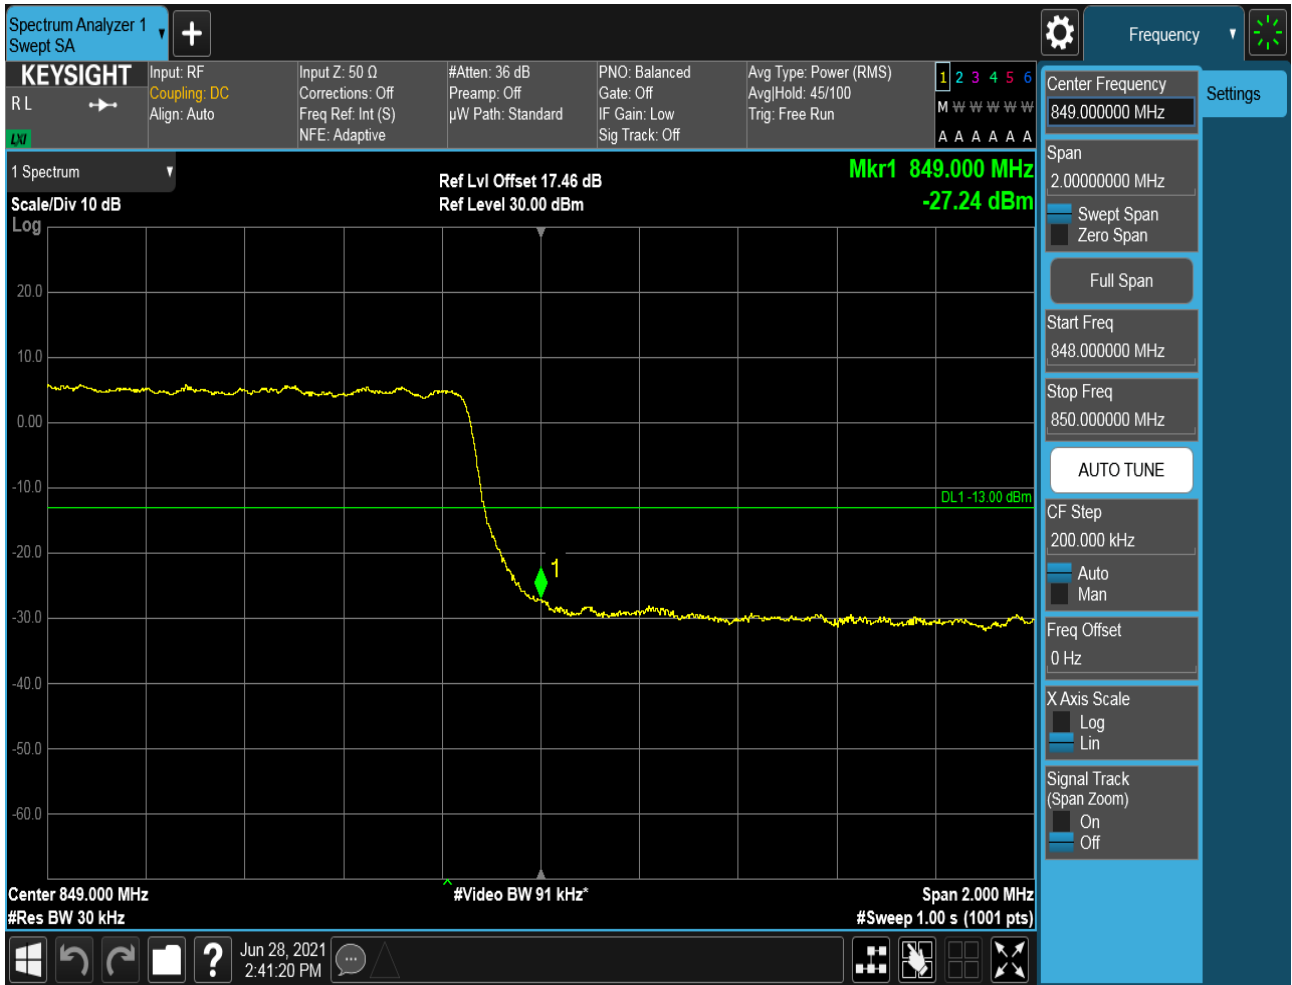 Spectrum Analyzer 1
Swept SA
Frequency
KEYSIGHT
R L
LXI
Input: RF
Coupling: DC
Align: Auto
Input Z: 50 Ω
Corrections: Off
Freq Ref: Int (S)
NFE: Adaptive
#Atten: 36 dB
Preamp: Off
µW Path: Standard
PNO: Balanced
Gate: Off
IF Gain: Low
Sig Track: Off
Avg Type: Power (RMS)
Avg|Hold: 45/100
Trig: Free Run
1 2 3 4 5 6
M W W W W W
A A A A A A
1 Spectrum
Scale/Div 10 dB
Log
Ref Lvl Offset 17.46 dB
Ref Level 30.00 dBm
Mkr1 849.000 MHz
-27.24 dBm
20.0
10.0
0.00
-10.0
-20.0
-30.0
-40.0
-50.0
-60.0
DL1 -13.00 dBm
1
Center 849.000 MHz
#Video BW 91 kHz*
Span 2.000 MHz
#Res BW 30 kHz
#Sweep 1.00 s (1001 pts)
?
Jun 28, 2021
2:41:20 PM
Center Frequency
849.000000 MHz
Settings
Span
2.00000000 MHz
Swept Span
Zero Span
Full Span
Start Freq
848.000000 MHz
Stop Freq
850.000000 MHz
AUTO TUNE
CF Step
200.000 kHz
Auto
Man
Freq Offset
0 Hz
X Axis Scale
Log
Lin
Signal Track
(Span Zoom)
On
Off